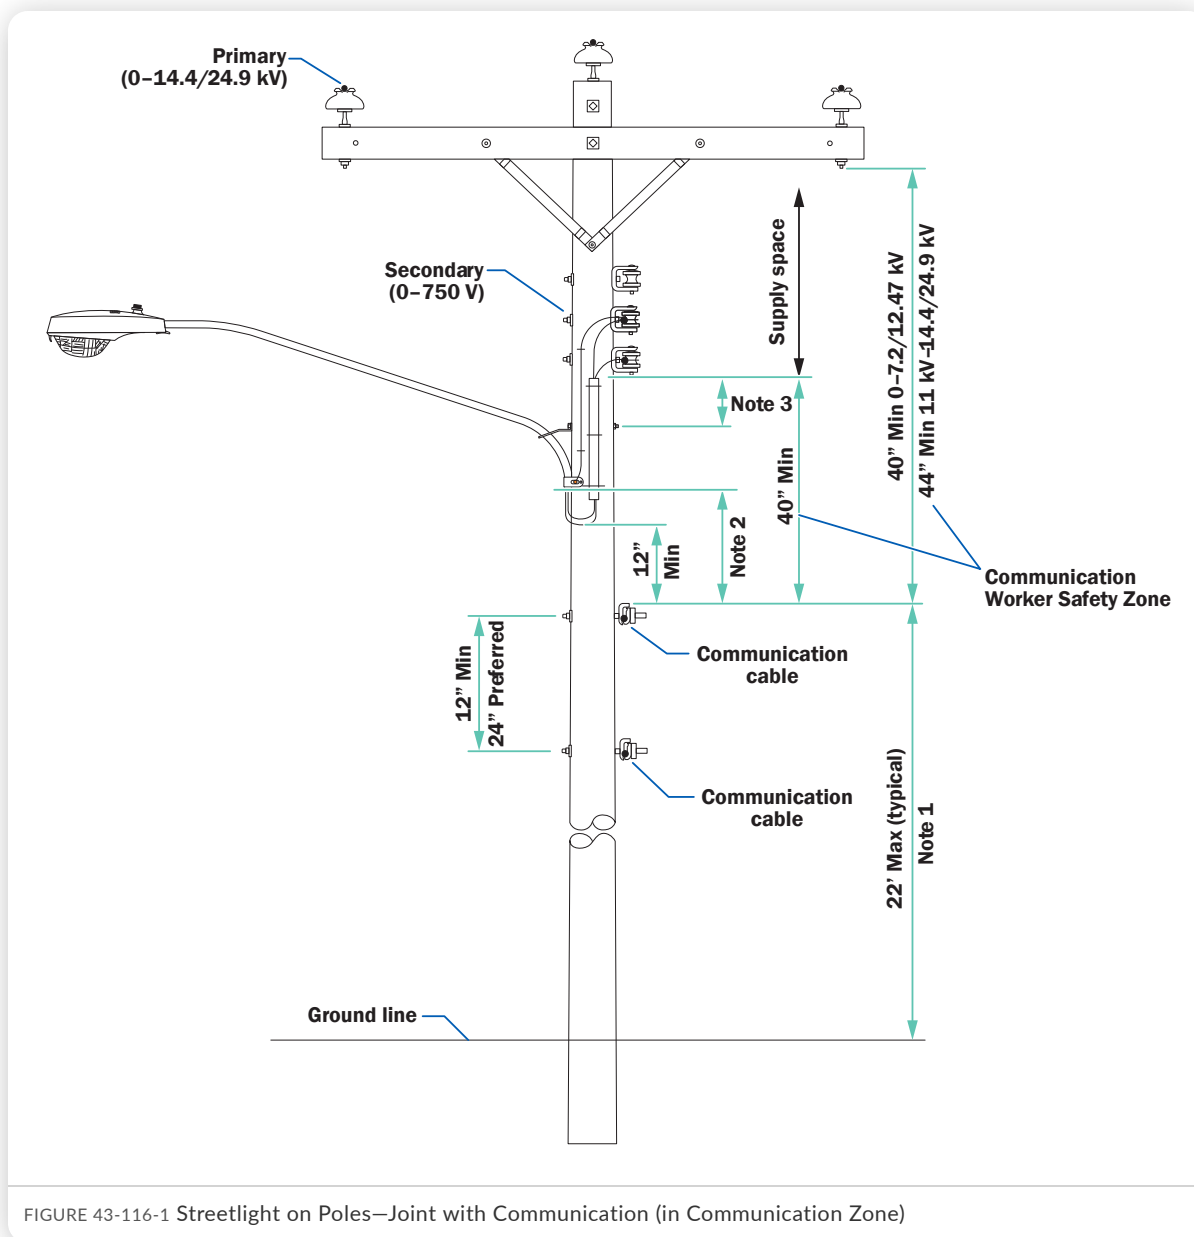 Primary
(0–14.4/24.9 kV)
Secondary
(0–750 V)
Supply space
40” Min 0–7.2/12.47 kV
44” Min 11 kV–14.4/24.9 kV
Note 3
40” Min
Note 2
12”
Min
Communication
Worker Safety Zone
12” Min
24” Preferred
Communication
cable
Communication
cable
22’ Max (typical)
Note 1
Ground line
FIGURE 43-116-1 Streetlight on Poles—Joint with Communication (in Communication Zone)